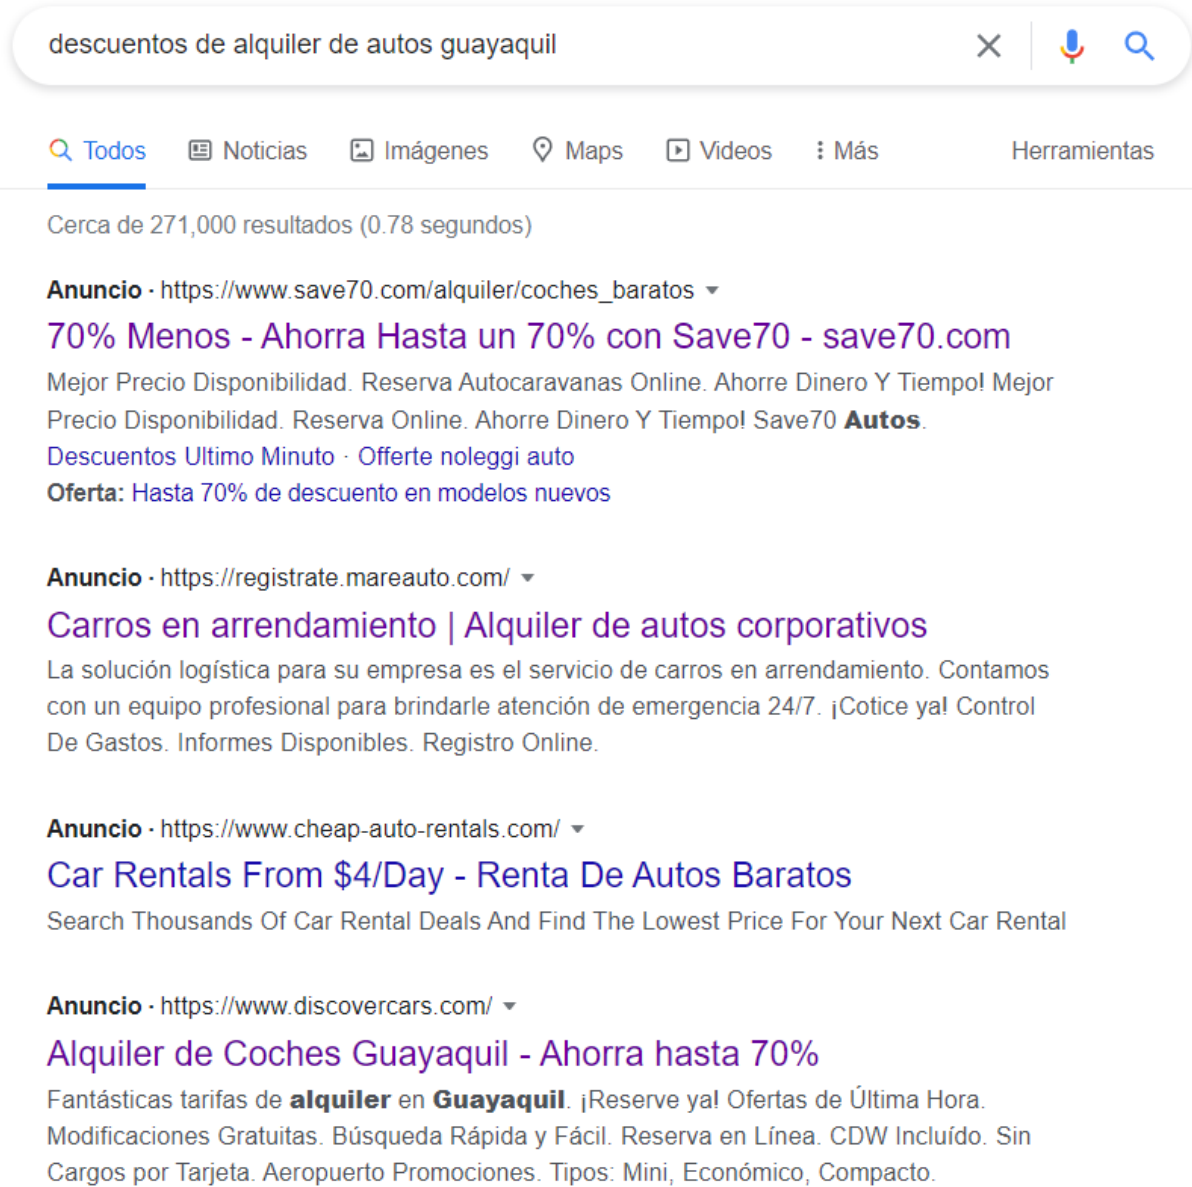 descuentos de alquiler de autos guayaquil
Todos Noticias Imágenes Maps Videos Más Herramientas
Cerca de 271,000 resultados (0.78 segundos)
Anuncio · https://www.save70.com/alquiler/coches_baratos
70% Menos - Ahorra Hasta un 70% con Save70 - save70.com
Mejor Precio Disponibilidad. Reserva Autocaravanas Online. Ahorre Dinero Y Tiempo! Mejor
Precio Disponibilidad. Reserva Online. Ahorre Dinero Y Tiempo! Save70 Autos.
Descuentos Ultimo Minuto · Offerte noleggi auto
Oferta: Hasta 70% de descuento en modelos nuevos
Anuncio · https://registrate.mareauto.com/
Carros en arrendamiento | Alquiler de autos corporativos
La solución logística para su empresa es el servicio de carros en arrendamiento. Contamos
con un equipo profesional para brindarle atención de emergencia 24/7. ¡Cotice ya! Control
De Gastos. Informes Disponibles. Registro Online.
Anuncio · https://www.cheap-auto-rentals.com/
Car Rentals From $4/Day - Renta De Autos Baratos
Search Thousands Of Car Rental Deals And Find The Lowest Price For Your Next Car Rental
Anuncio · https://www.discovercars.com/
Alquiler de Coches Guayaquil - Ahorra hasta 70%
Fantásticas tarifas de alquiler en Guayaquil. ¡Reserve ya! Ofertas de Última Hora.
Modificaciones Gratuitas. Búsqueda Rápida y Fácil. Reserva en Línea. CDW Incluído. Sin
Cargos por Tarjeta. Aeropuerto Promociones. Tipos: Mini, Económico, Compacto.